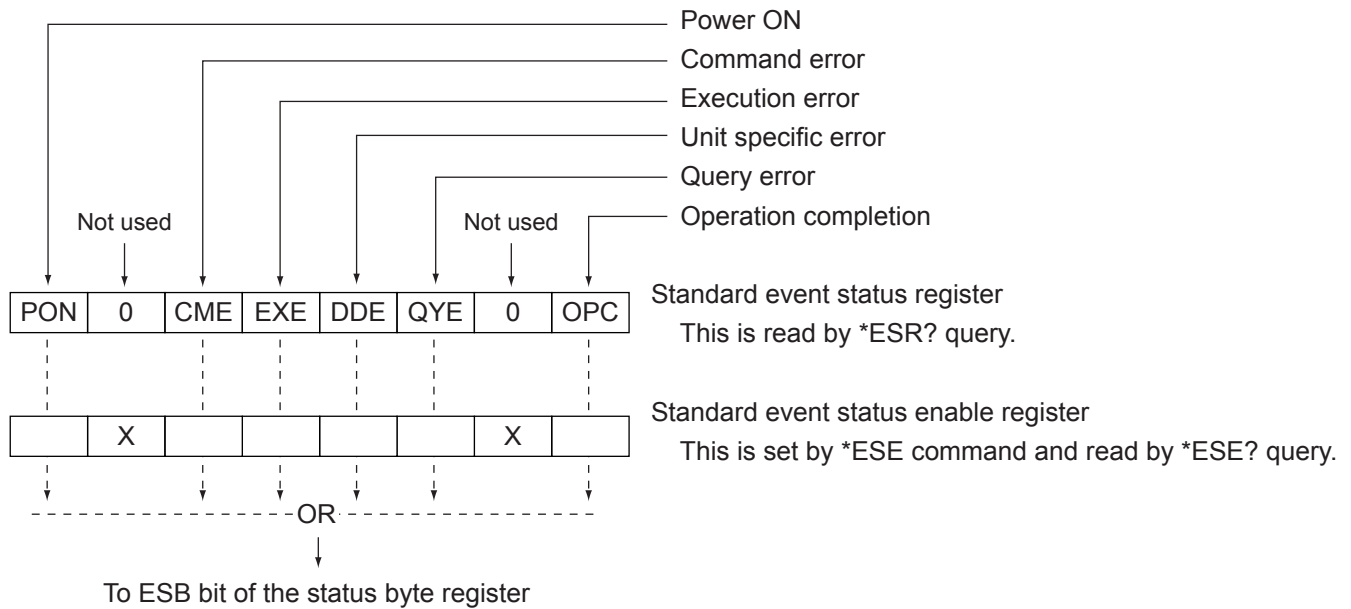 Power ON
Command error
Execution error
Unit specific error
Query error
Operation completion
Not used
Not used
PON 0 CME EXE DDE QYE 0 OPC
Standard event status register
This is read by *ESR? query.
Standard event status enable register
X X
This is set by *ESE command and read by *ESE? query.
OR
To ESB bit of the status byte register